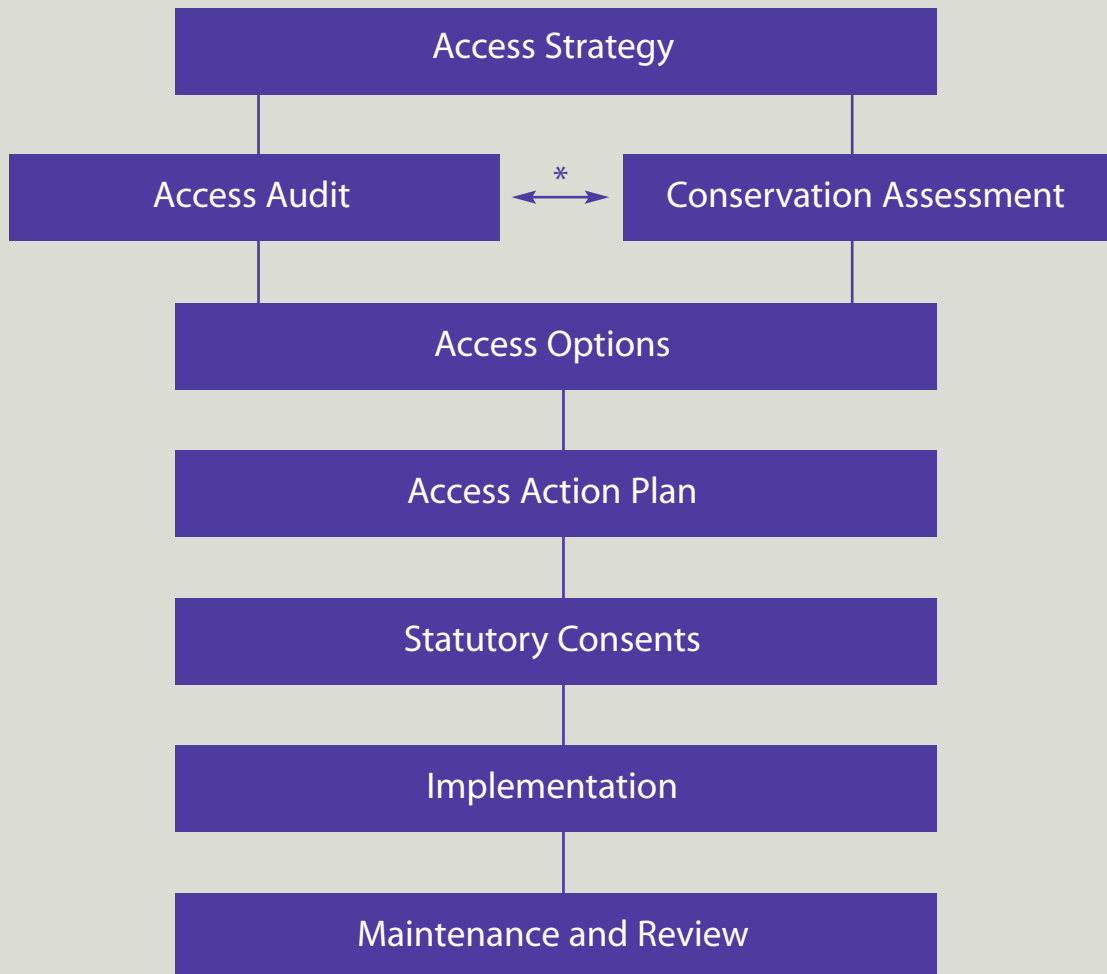 Access Strategy
Access Audit
*
Conservation Assessment
Access Options
Access Action Plan
Statutory Consents
Implementation
Maintenance and Review